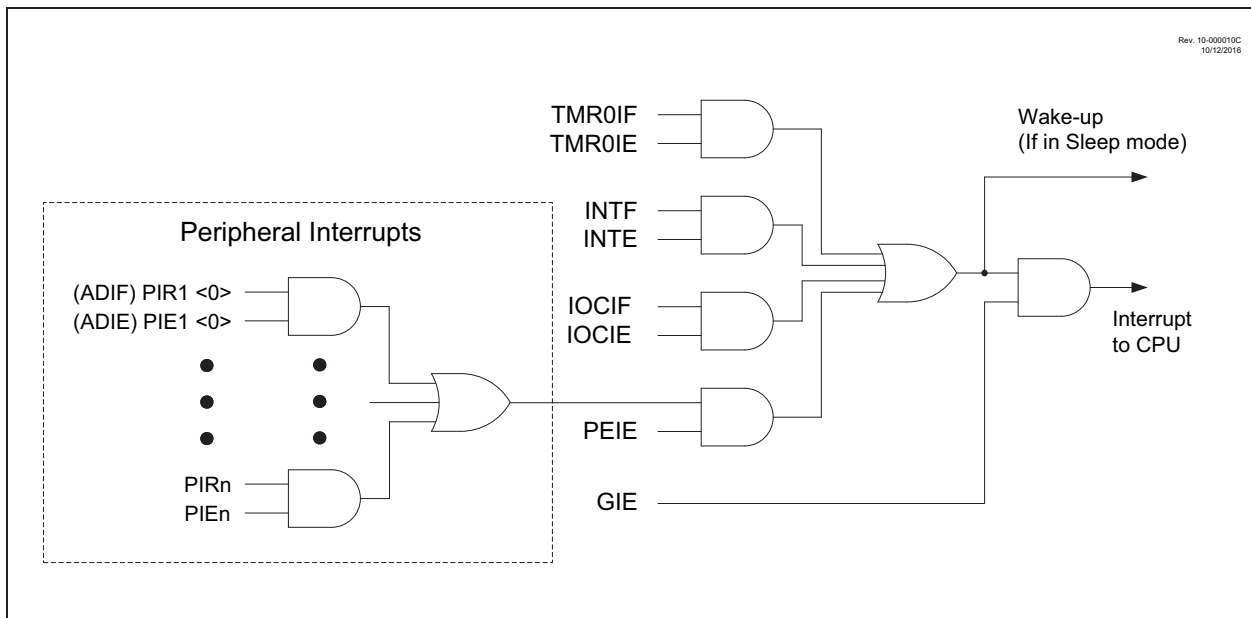 Rev. 10-000010C
10/12/2016
TMR0IF
TMR0IE
Wake-up
(If in Sleep mode)
INTF
INTE
Peripheral Interrupts
(ADIF) PIR1 <0>
(ADIE) PIE1 <0>
IOCIF
IOCIE
Interrupt
to CPU
PEIE
PIRn
PIEn
GIE